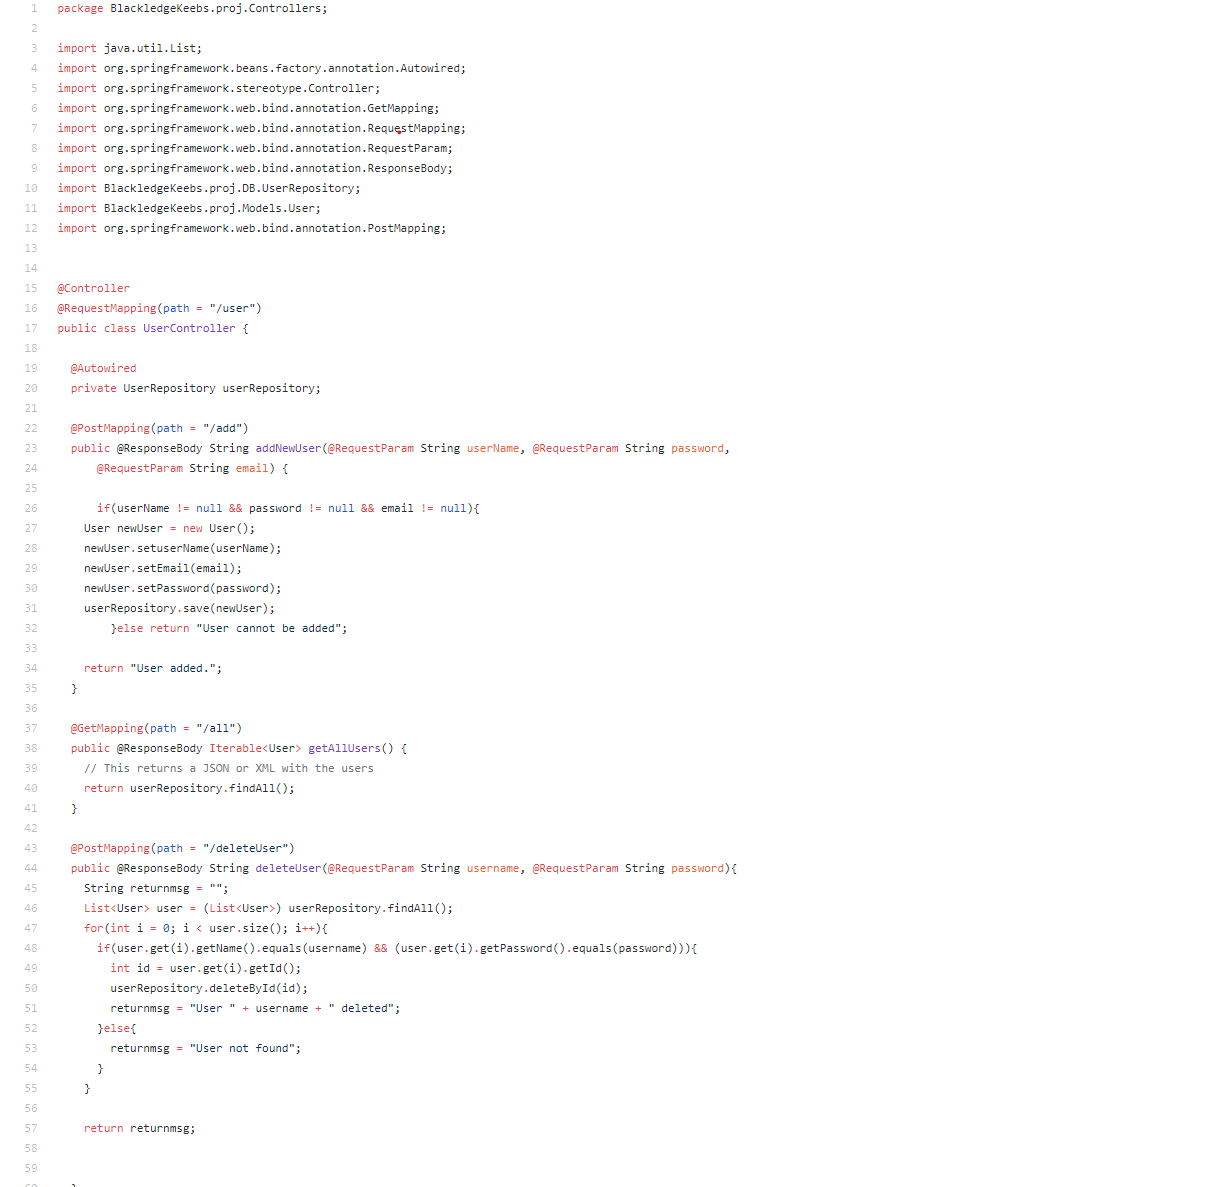 1 package BlackledgeKeebs.proj.Controllers;
2
3 import java.util.List;
4 import org.springframework.beans.factory.annotation.Autowired;
5 import org.springframework.stereotype.Controller;
6 import org.springframework.web.bind.annotation.GetMapping;
7 import org.springframework.web.bind.annotation.RequestMapping;
8 import org.springframework.web.bind.annotation.RequestParam;
9 import org.springframework.web.bind.annotation.ResponseBody;
10 import BlackledgeKeebs.proj.DB.UserRepository;
11 import BlackledgeKeebs.proj.Models.User;
12 import org.springframework.web.bind.annotation.PostMapping;
13
14
15 @Controller
16 @RequestMapping(path = "/user")
17 public class UserController {
18
19 @Autowired
20 private UserRepository userRepository;
21
22 @PostMapping(path = "/add")
23 public @ResponseBody String addNewUser(@RequestParam String userName, @RequestParam String password,
24 @RequestParam String email) {
25
26 if(userName != null && password != null && email != null){
27 User newUser = new User();
28 newUser.setuserName(userName);
29 newUser.setEmail(email);
30 newUser.setPassword(password);
31 userRepository.save(newUser);
32 }else return "User cannot be added";
33
34 return "User added.";
35 }
36
37 @GetMapping(path = "/all")
38 public @ResponseBody Iterable<User> getAllUsers() {
39 // This returns a JSON or XML with the users
40 return userRepository.findAll();
41 }
42
43 @PostMapping(path = "/deleteUser")
44 public @ResponseBody String deleteUser(@RequestParam String username, @RequestParam String password){
45 String returnmsg = "";
46 List<User> user = (List<User>) userRepository.findAll();
47 for(int i = 0; i < user.size(); i++){
48 if(user.get(i).getName().equals(username) && (user.get(i).getPassword().equals(password))){
49 int id = user.get(i).getId();
50 userRepository.deleteById(id);
51 returnmsg = "User " + username + " deleted";
52 }else{
53 returnmsg = "User not found";
54 }
55 }
56
57 return returnmsg;
58
59